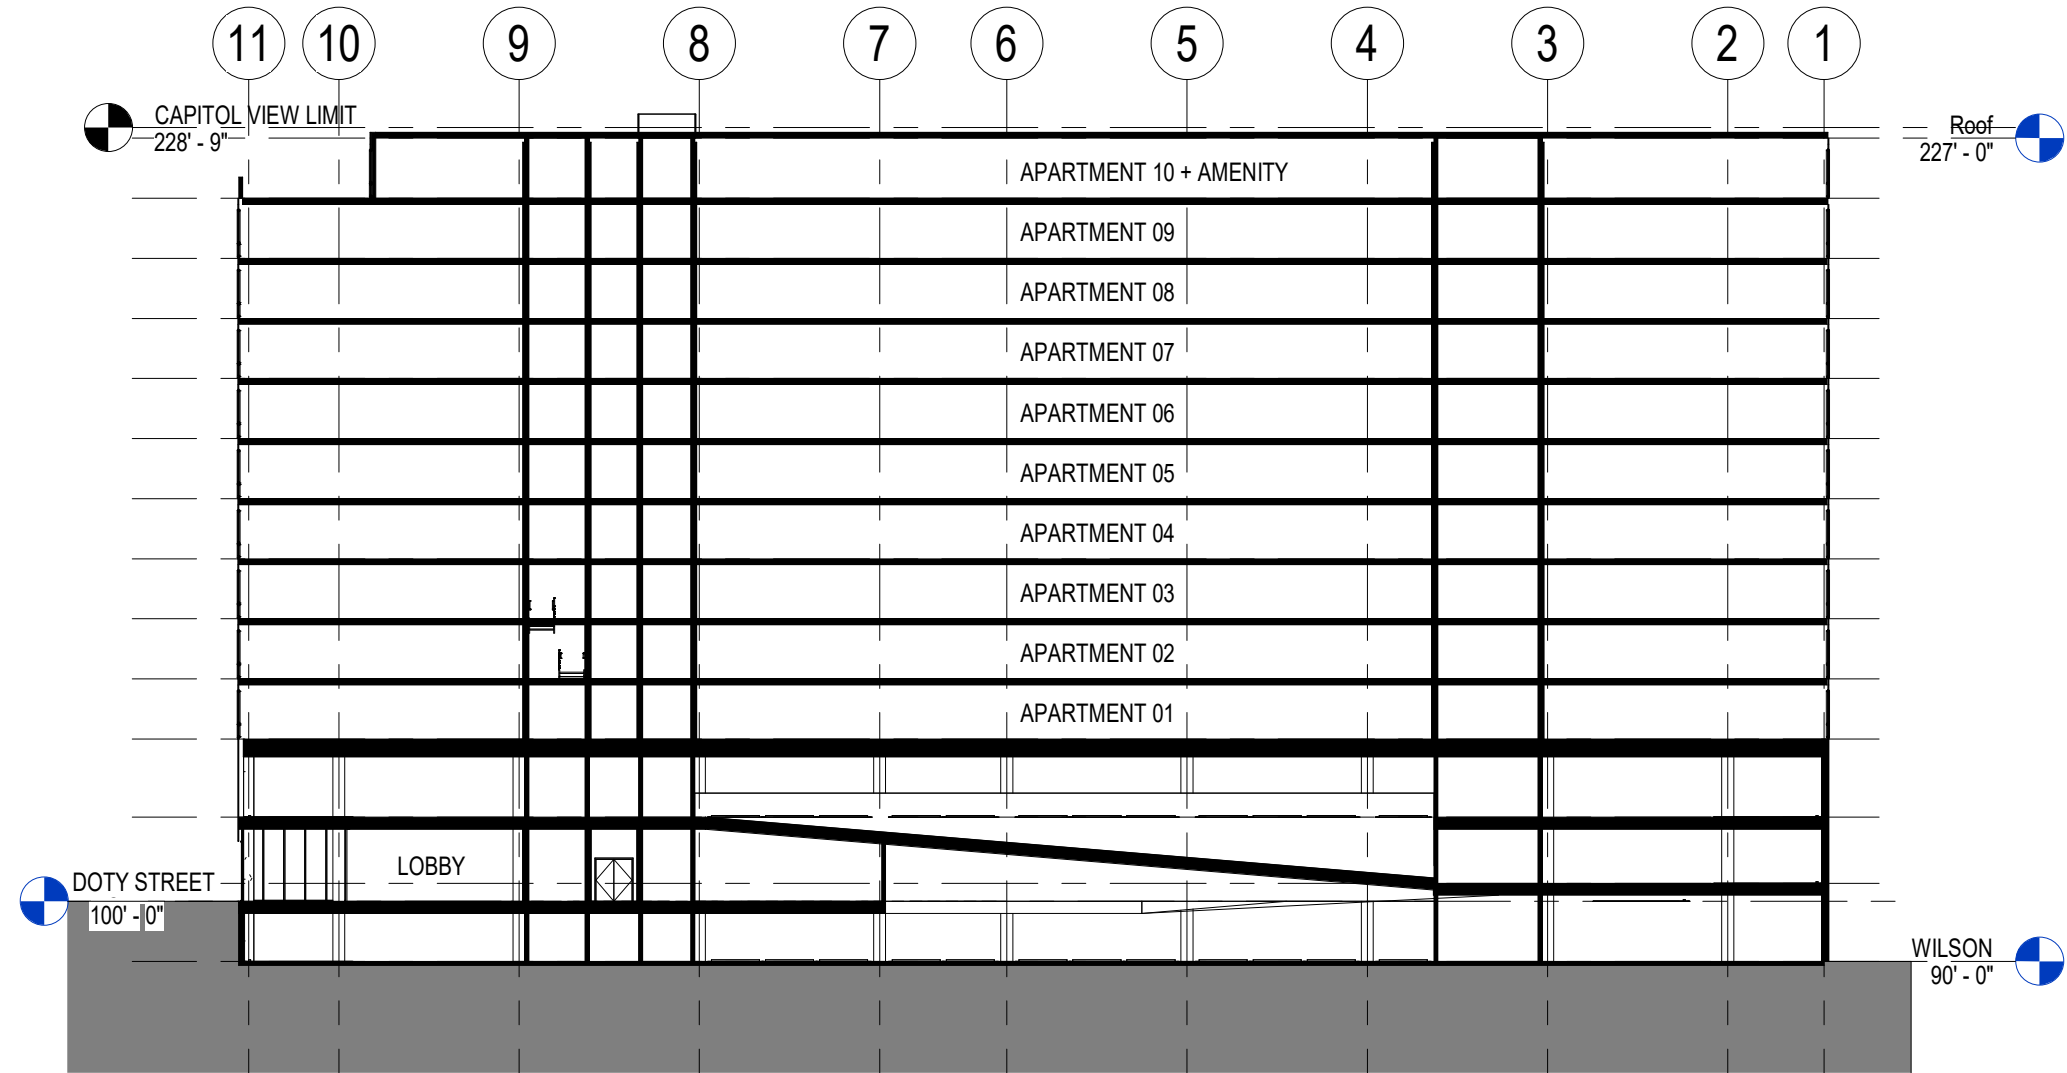 11 10 9 8 7 6 5 4 3 2 1
CAPITOL VIEW LIMIT
228' - 9"
Roof
227' - 0"
APARTMENT 10 + AMENITY
APARTMENT 09
APARTMENT 08
APARTMENT 07
APARTMENT 06
APARTMENT 05
APARTMENT 04
APARTMENT 03
APARTMENT 02
APARTMENT 01
LOBBY
DOTY STREET
100' - 0"
WILSON
90' - 0"